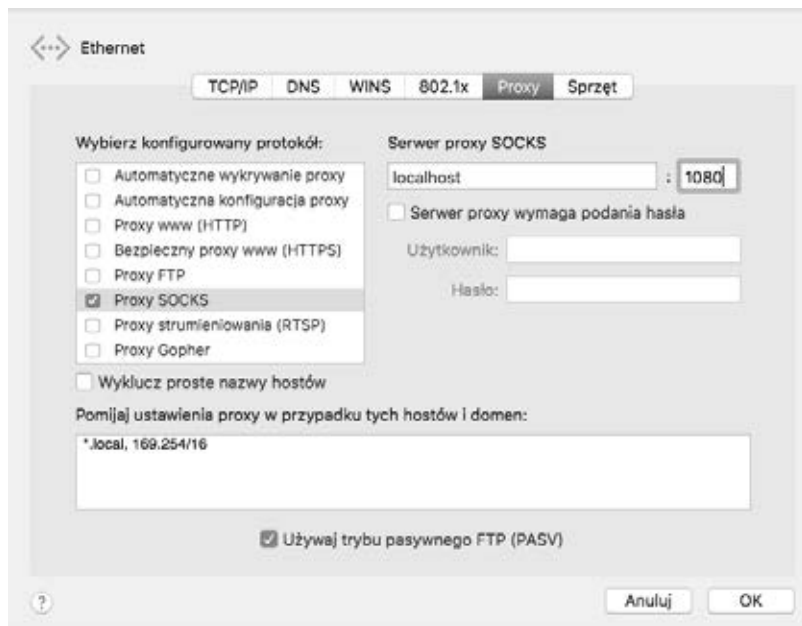 Ethernet
TCP/IP DNS WINS 802.1x Proxy Sprzęt
Wybierz konfigurowany protokół:
Automatyczne wykrywanie proxy
Automatyczna konfiguracja proxy
Proxy www (HTTP)
Bezpieczny proxy www (HTTPS)
Proxy FTP
Proxy SOCKS
Proxy strumieniowania (RTSP)
Proxy Gopher
Wyklucz proste nazwy hostów
Serwer proxy SOCKS
localhost : 1080
Serwer proxy wymaga podania hasła
Użytkownik:
Hasło:
Pomijaj ustawienia proxy w przypadku tych hostów i domen:
*.local, 169.254/16
Używaj trybu pasywnego FTP (PASV)
? Anuluj OK